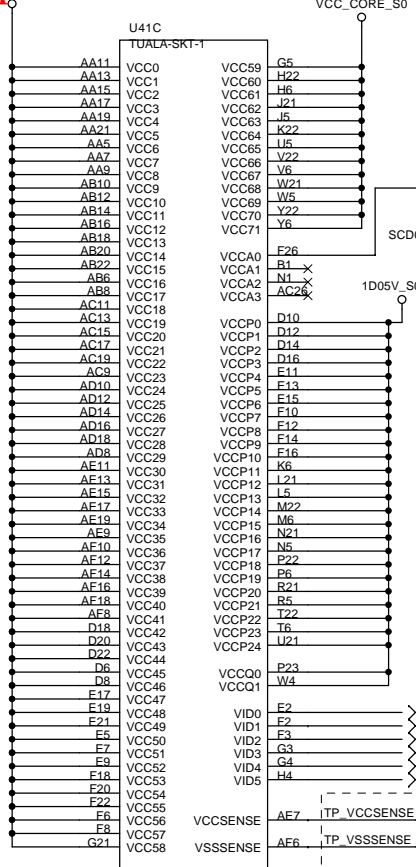 VCC_CORE_S0
U41C
TUALA-SKT-1
AA11 VCC0
AA13 VCC1
AA15 VCC2
AA17 VCC3
AA19 VCC4
AA21 VCC5
AA5 VCC6
AA7 VCC7
AA9 VCC8
AB10 VCC9
AB12 VCC10
AB14 VCC11
AB16 VCC12
AB18 VCC13
AB20 VCC14
AB22 VCC15
AB6 VCC16
AB8 VCC17
AC11 VCC18
AC13 VCC19
AC15 VCC20
AC17 VCC21
AC19 VCC22
AC9 VCC23
AD10 VCC24
AD12 VCC25
AD14 VCC26
AD16 VCC27
AD18 VCC28
AD8 VCC29
AE11 VCC30
AE13 VCC31
AE15 VCC32
AE17 VCC33
AE19 VCC34
AE9 VCC35
AF10 VCC36
AF12 VCC37
AF14 VCC38
AF16 VCC39
AF18 VCC40
AF8 VCC41
D18 VCC42
D20 VCC43
D22 VCC44
D6 VCC45
D8 VCC46
E17 VCC47
E19 VCC48
E21 VCC49
E5 VCC50
E7 VCC51
E9 VCC52
F18 VCC53
F20 VCC54
F22 VCC55
F6 VCC56
F8 VCC57
G21 VCC58
VCC59 G5
VCC60 H22
VCC61 H6
VCC62 J21
VCC63 J5
VCC64 K22
VCC65 U5
VCC66 V22
VCC67 V6
VCC68 W21
VCC69 W5
VCC70 Y22
VCC71 Y6
SCD0
VCCA0 F26
VCCA1 B1
VCCA2 N1
VCCA3 AC26
1D05V_S0
VCCP0 D10
VCCP1 D12
VCCP2 D14
VCCP3 D16
VCCP4 E11
VCCP5 E13
VCCP6 E15
VCCP7 F10
VCCP8 F12
VCCP9 F14
VCCP10 F16
VCCP11 K6
VCCP12 L21
VCCP13 L5
VCCP14 M22
VCCP15 M6
VCCP16 N21
VCCP17 N5
VCCP18 P22
VCCP19 P6
VCCP20 R21
VCCP21 R5
VCCP22 T22
VCCP23 T6
VCCP24 U21
VCCQ0 P23
VCCQ1 W4
VID0 E2
VID1 F2
VID2 F3
VID3 G3
VID4 G4
VID5 H4
VCCSENSE AE7 TP_VCCSENSE
VSSSENSE AF6 TP_VSSSENSE